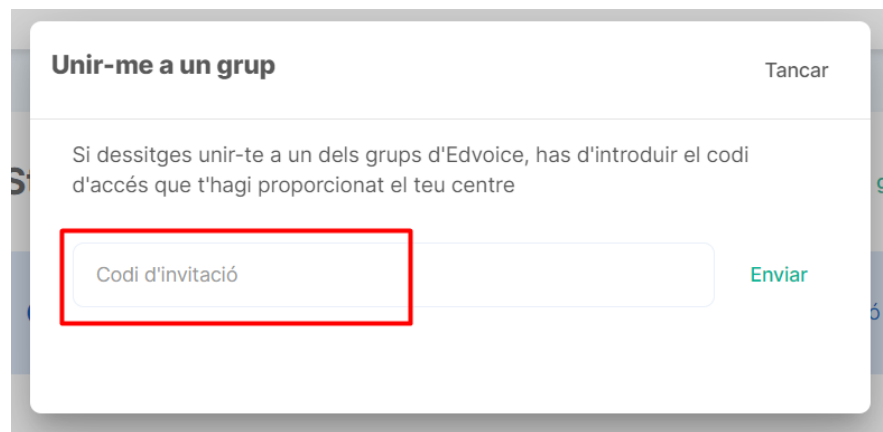 Unir-me a un grup
Tancar
Si dessitges unir-te a un dels grups d'Edvoice, has d'introduir el codi
d'accés que t'hagi proporcionat el teu centre
Codi d'invitació
Enviar